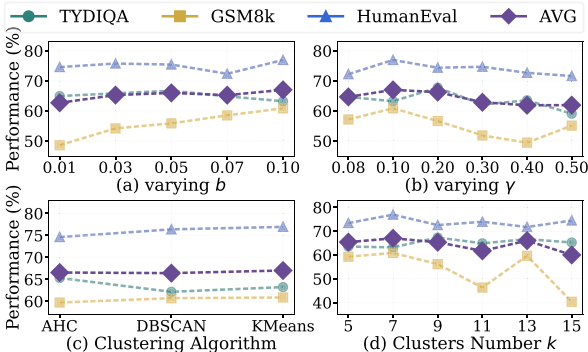 TYDIQA GSM8k HumanEval AVG
Performance (%)
80
70
60
50
0.01 0.03 0.05 0.07 0.10
(a) varying b
80
70
60
50
0.08 0.10 0.20 0.30 0.40 0.50
(b) varying γ
Performance (%)
80
75
70
65
60
AHC DBSCAN KMeans
(c) Clustering Algorithm
80
70
60
50
40
5 7 9 11 13 15
(d) Clusters Number k